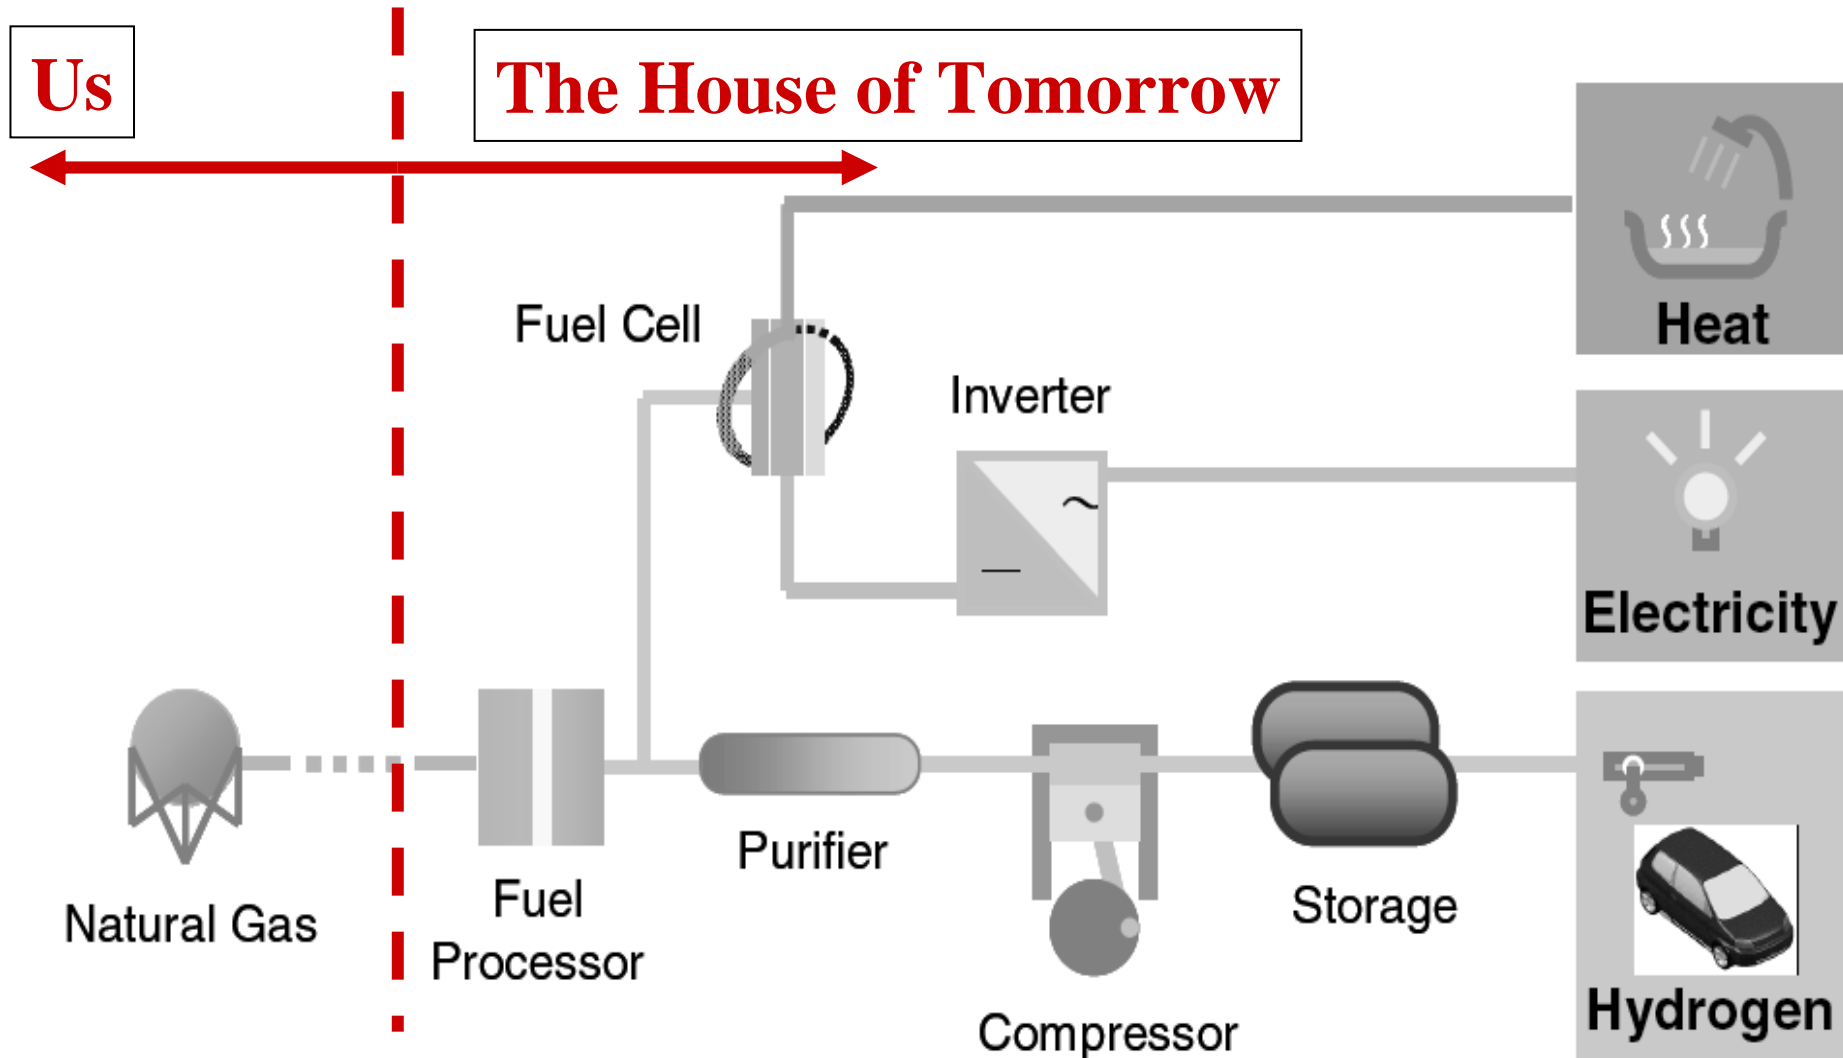 Us
The House of Tomorrow
Heat
Fuel Cell
Inverter
~
—
Electricity
Natural Gas
Fuel
Processor
Purifier
Compressor
Storage
Hydrogen